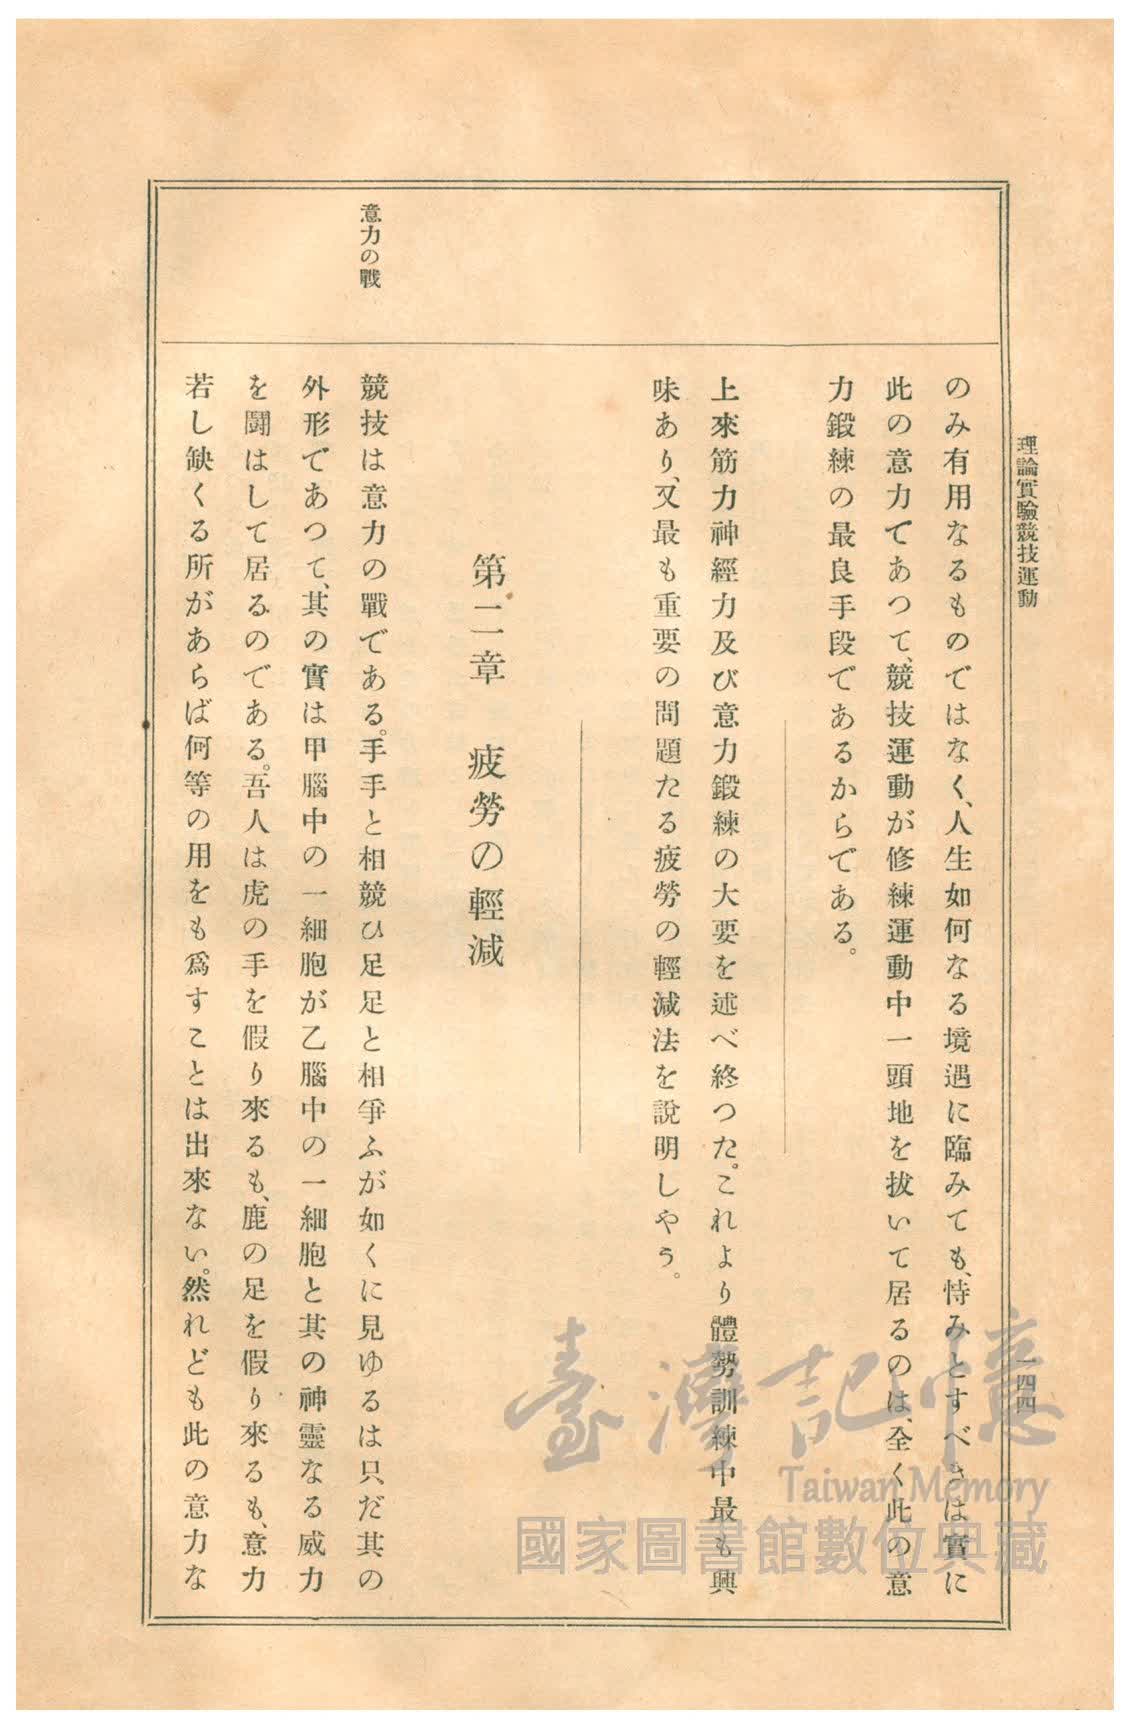 理論實驗競技運動
一四四
のみ有用なるものではなく、人生如何なる境遇に臨みても、恃みとすべきは實に
此の意力であつて、競技運動が修練運動中一頭地を拔いて居るのは、全く此の意
力鍛練の最良手段であるからである。
上來筋力神經力及び意力鍛練の大要を述べ終つた。これより體勢訓練中最も興
味あり、又最も重要の問題たる疲勞の輕減法を說明しやう。
第二章　疲勞の輕減
意力の戰
競技は意力の戰である。手手と相競ひ足足と相爭ふが如くに見ゆるは只だ其の
外形であつて、其の實は甲腦中の一細胞が乙腦中の一細胞と其の神靈なる威力
を鬪はして居るのである。吾人は虎の手を假り來るも、鹿の足を假り來るも、意力
若し缺くる所があらば何等の用をも爲すことは出來ない。然れども此の意力な
臺灣記憶
Taiwan Memory
國家圖書館數位典藏